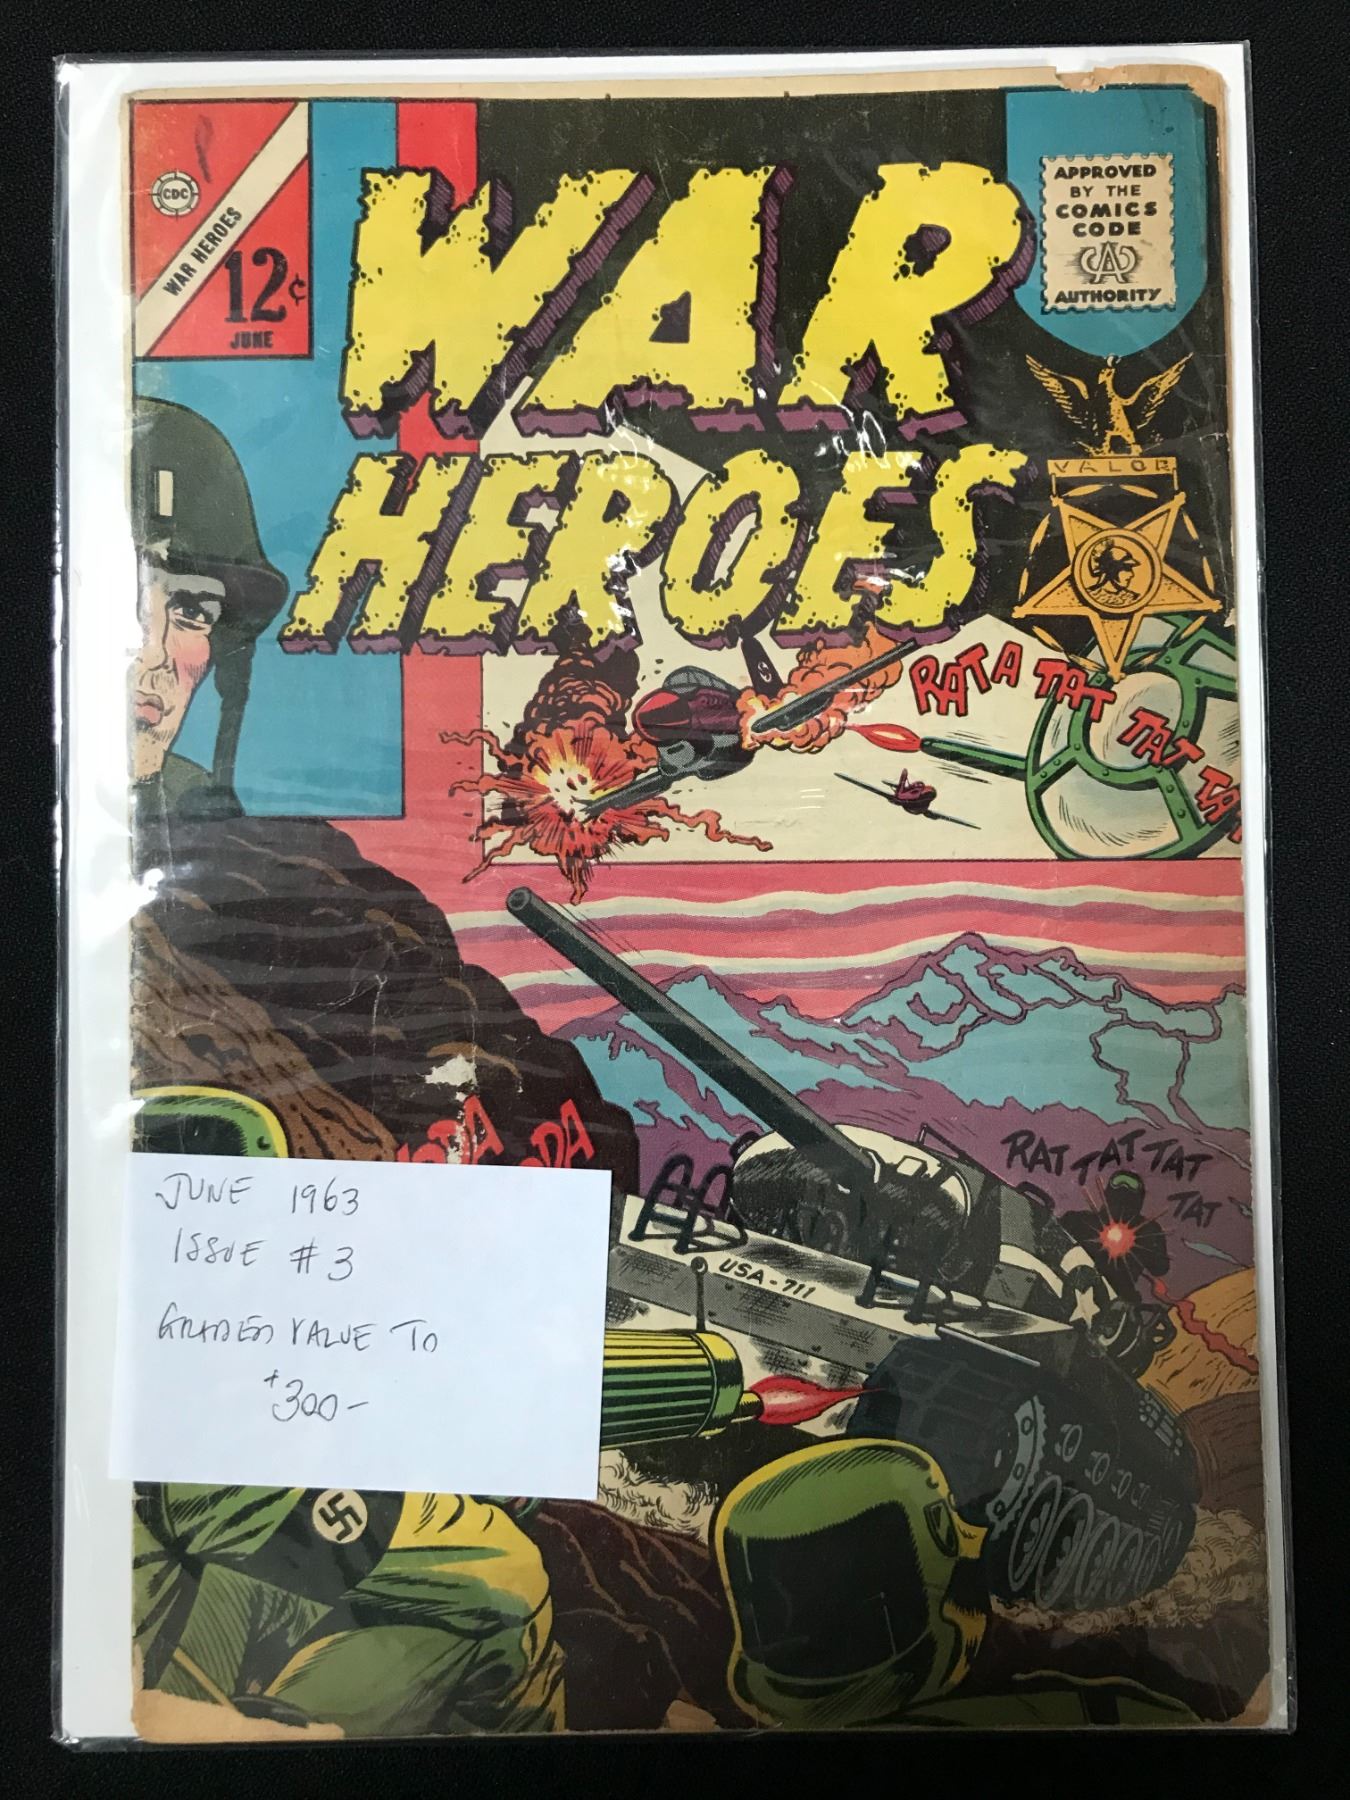 CDC
WAR HEROES
12¢
JUNE
WAR
HEROES
APPROVED
BY THE
COMICS
CODE
CA
AUTHORITY
VALOR
RAT A TAT TAT TAT
RAT TAT TAT
TAT
USA-711
JUNE 1963
ISSUE #3
GRADED VALUE TO
$300-